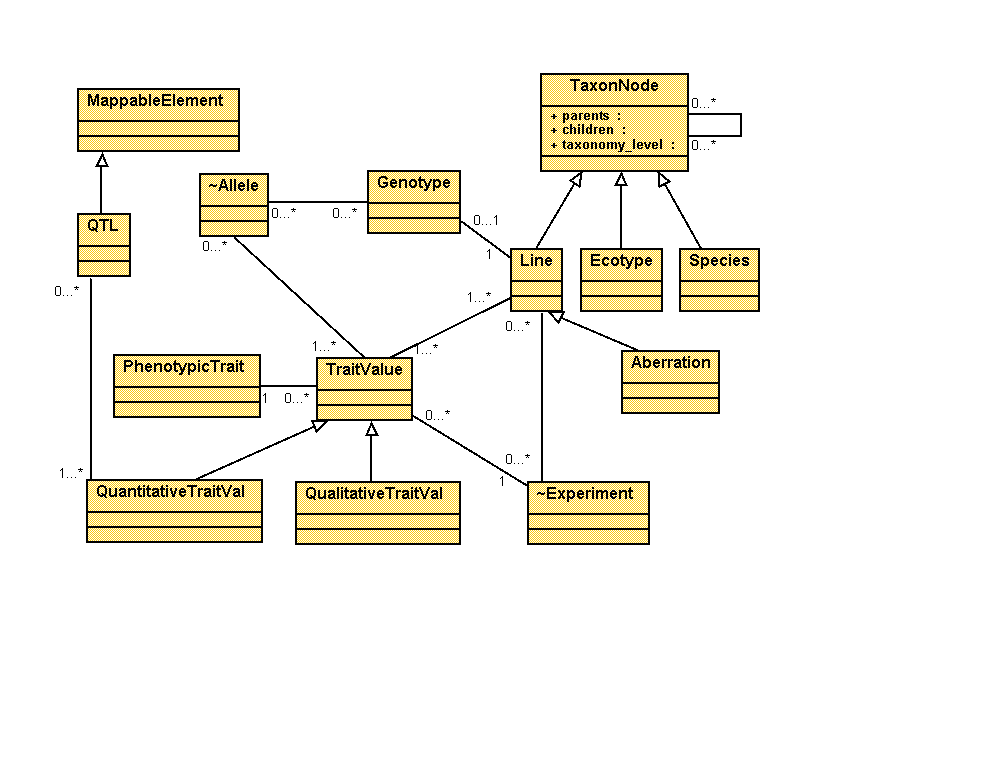 TaxonNode
+ parents :
+ children :
+ taxonomy_level :
0...*
0...*
MappableElement
~Allele
0...*
0...*
Genotype
0...1
1
QTL
0...*
0...*
Line
Ecotype
Species
1...*
0...*
1...*
1...*
Aberration
PhenotypicTrait
1
0...*
TraitValue
0...*
0...*
1
1...*
QuantitativeTraitVal
QualitativeTraitVal
~Experiment